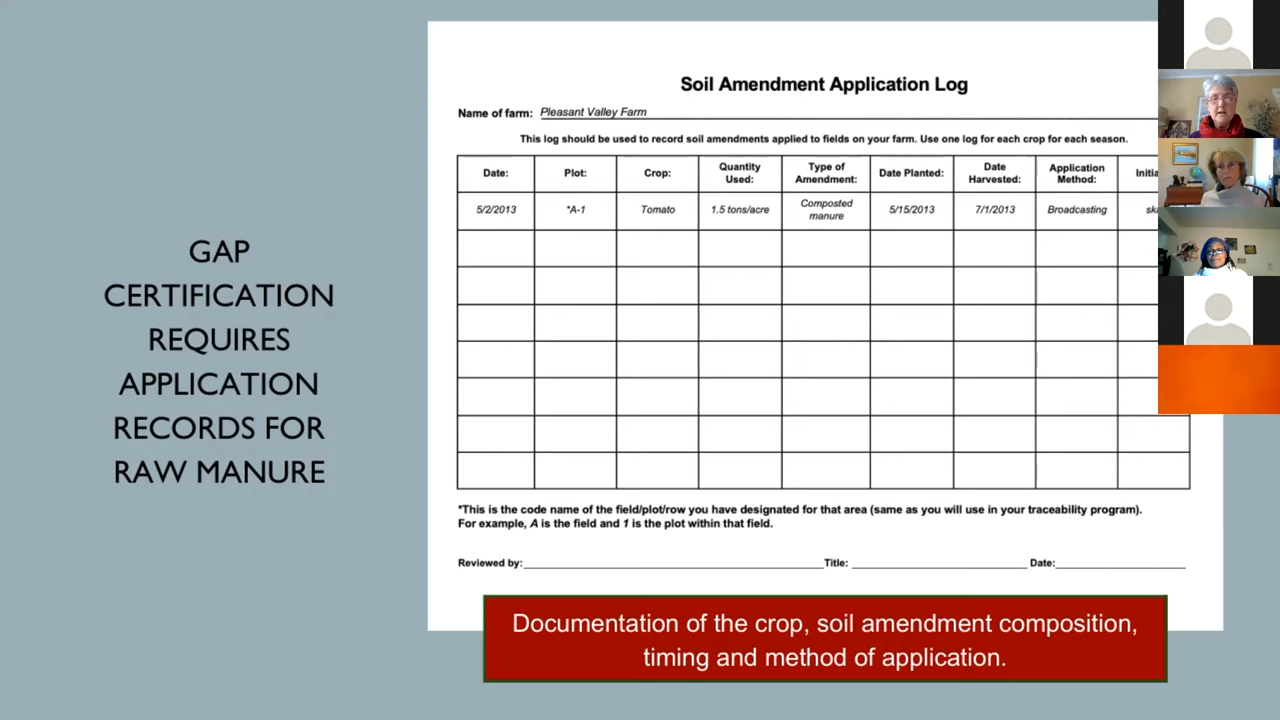 GAP
CERTIFICATION
REQUIRES
APPLICATION
RECORDS FOR
RAW MANURE
Soil Amendment Application Log
Name of farm: Pleasant Valley Farm
This log should be used to record soil amendments applied to fields on your farm. Use one log for each crop for each season.
Date: Plot: Crop: Quantity Used: Type of Amendment: Date Planted: Date Harvested: Application Method:
5/2/2013 *A-1 Tomato 1.5 tons/acre Composted manure 5/15/2013 7/1/2013 Broadcasting
*This is the code name of the field/plot/row you have designated for that area (same as you will use in your traceability program).
For example, A is the field and 1 is the plot within that field.
Reviewed by: Title: Date:
Documentation of the crop, soil amendment composition,
timing and method of application.